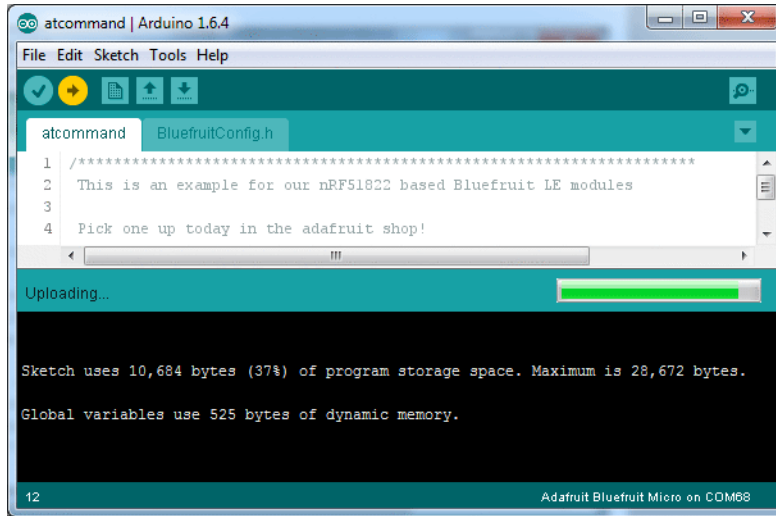 atcommand | Arduino 1.6.4
File Edit Sketch Tools Help
atcommand BluefruitConfig.h
1 /*******************************************************************
2 This is an example for our nRF51822 based Bluefruit LE modules
3
4 Pick one up today in the adafruit shop!
Uploading...
Sketch uses 10,684 bytes (37%) of program storage space. Maximum is 28,672 bytes.
Global variables use 525 bytes of dynamic memory.
12 Adafruit Bluefruit Micro on COM68